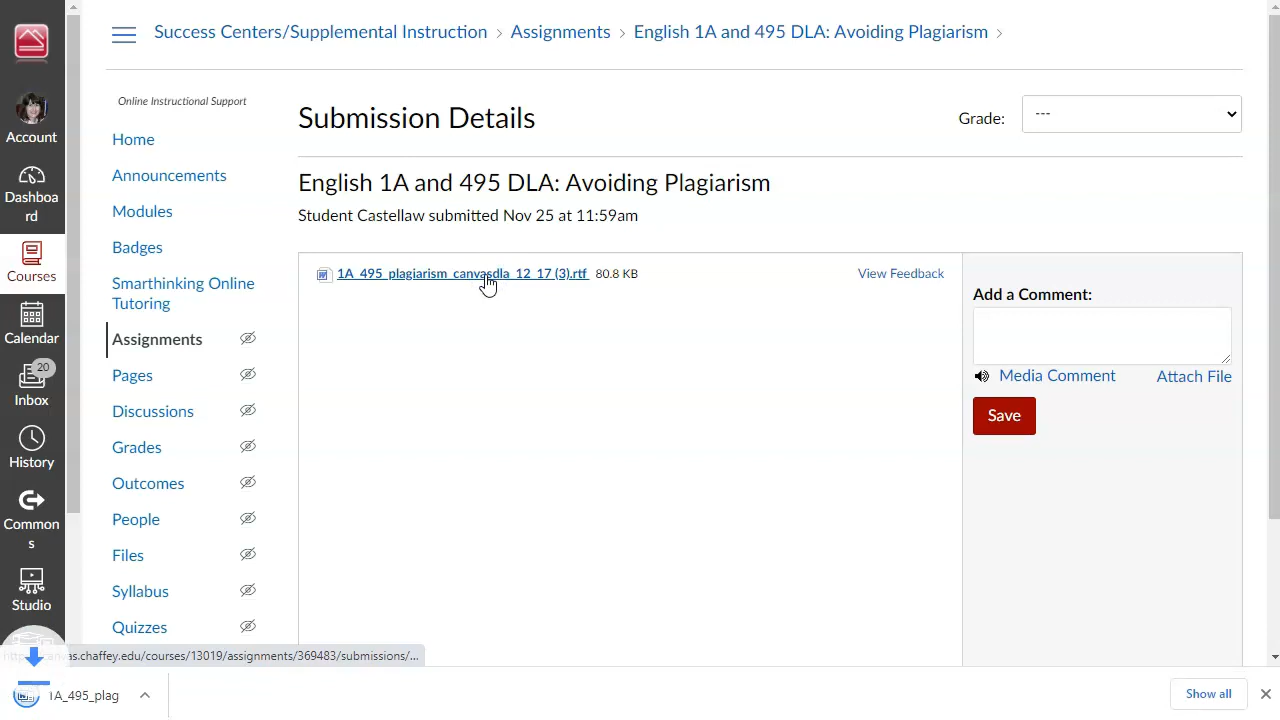 Success Centers/Supplemental Instruction › Assignments › English 1A and 495 DLA: Avoiding Plagiarism ›
Account
Dashboa
rd
Courses
Calendar
20
Inbox
History
Common
s
Studio
Online Instructional Support
Home
Announcements
Modules
Badges
Smarthinking Online
Tutoring
Assignments
Pages
Discussions
Grades
Outcomes
People
Files
Syllabus
Quizzes
Submission Details
Grade:
---
English 1A and 495 DLA: Avoiding Plagiarism
Student Castellaw submitted Nov 25 at 11:59am
1A_495_plagiarism_canvasdla_12_17 (3).rtf 80.8 KB
View Feedback
Add a Comment:
Media Comment
Attach File
Save
as.chaffey.edu/courses/13019/assignments/369483/submissions/...
1A_495_plag
Show all